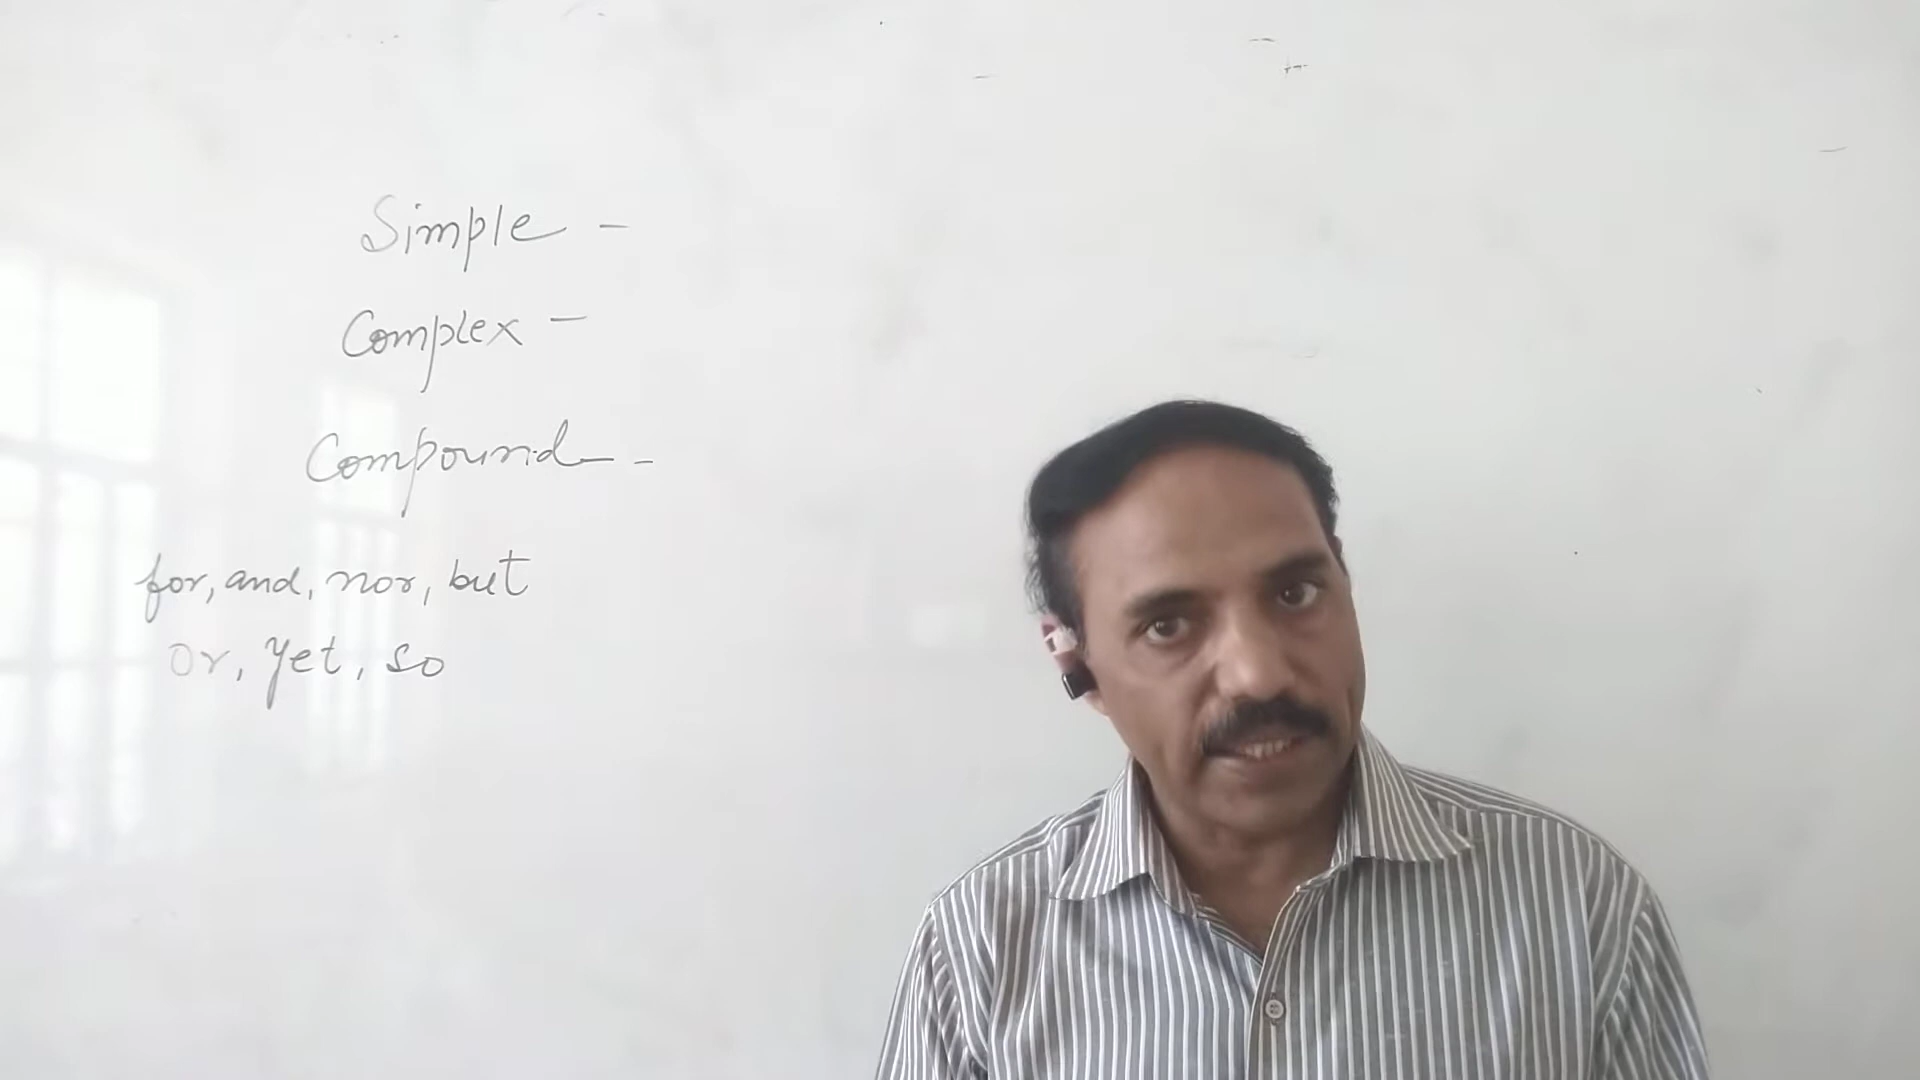 Simple -
Complex -
Compound -
for, and, nor, but
or, yet, so